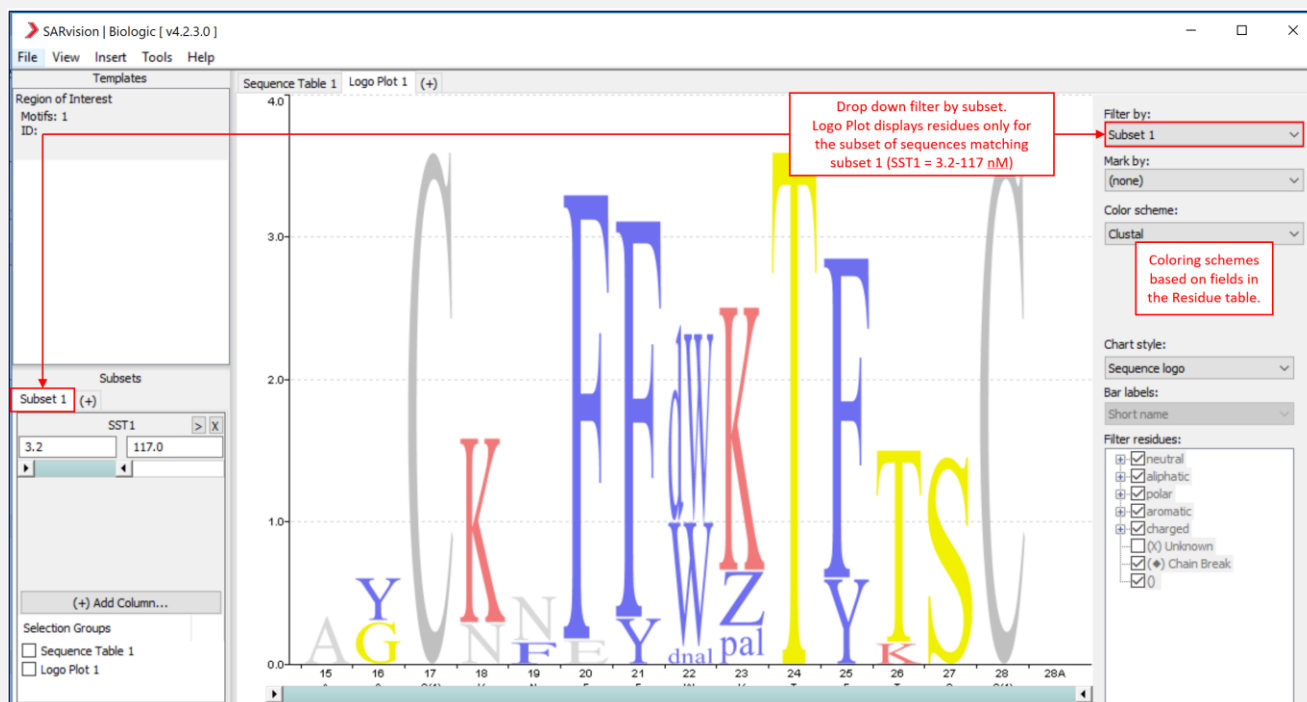 SARvision | Biologic [ v4.2.3.0 ]
File View Insert Tools Help
Templates
Region of Interest
Motifs: 1
ID:
Subsets
Subset 1 (+)
SST1 > X
3.2 117.0
(+) Add Column...
Selection Groups
Sequence Table 1
Logo Plot 1
Sequence Table 1 Logo Plot 1 (+)
4.0
3.0
2.0
1.0
0.0
A
Y
G
C
K
N
N
F
F
E
F
Y
dW
W
dnal
K
Z
pal
T
F
Y
T
K
S
C
15 16 17 18 19 20 21 22 23 24 25 26 27 28 28A
Drop down filter by subset.
Logo Plot displays residues only for
the subset of sequences matching
subset 1 (SST1 = 3.2-117 nM)
Filter by:
Subset 1
Mark by:
(none)
Color scheme:
Clustal
Coloring schemes
based on fields in
the Residue table.
Chart style:
Sequence logo
Bar labels:
Short name
Filter residues:
neutral
aliphatic
polar
aromatic
charged
(X) Unknown
(◆) Chain Break
()